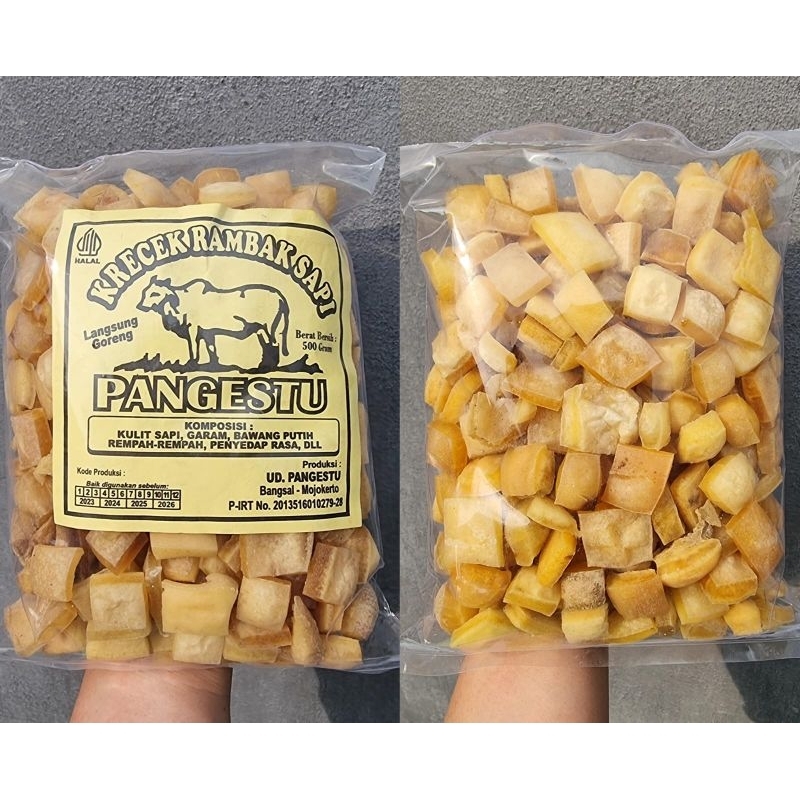 HALAL
KRECEK RAMBAK SAPI
Langsung
Goreng
Berat Bersih :
500 Gram
PANGESTU
KOMPOSISI :
KULIT SAPI, GARAM, BAWANG PUTIH
REMPAH-REMPAH, PENYEDAP RASA, DLL
Kode Produksi :
Baik digunakan sebelum:
1 2 3 4 5 6 7 8 9 10 11 12
2023 2024 2025 2026
Produksi :
UD. PANGESTU
Bangsal - Mojokerto
P-IRT No. 2013516010279-28